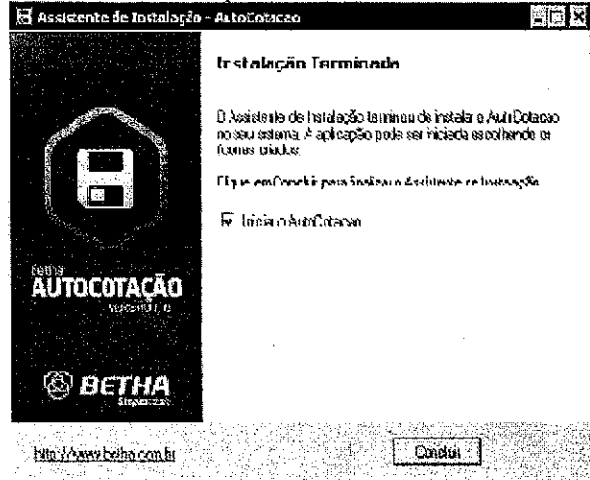 Assistente de Instalação - AutoCotacao
Instalação Terminada
O Assistente de Instalação terminou de instalar o AutoCotacao
no seu sistema. A aplicação pode ser iniciada escolhendo os
ícones criados.
Clique em Concluir para finalizar o Assistente de Instalação.
Iniciar o AutoCotacao
betha
AUTOCOTAÇÃO
BETHA
Sistemas
http://www.betha.com.br
Concluir